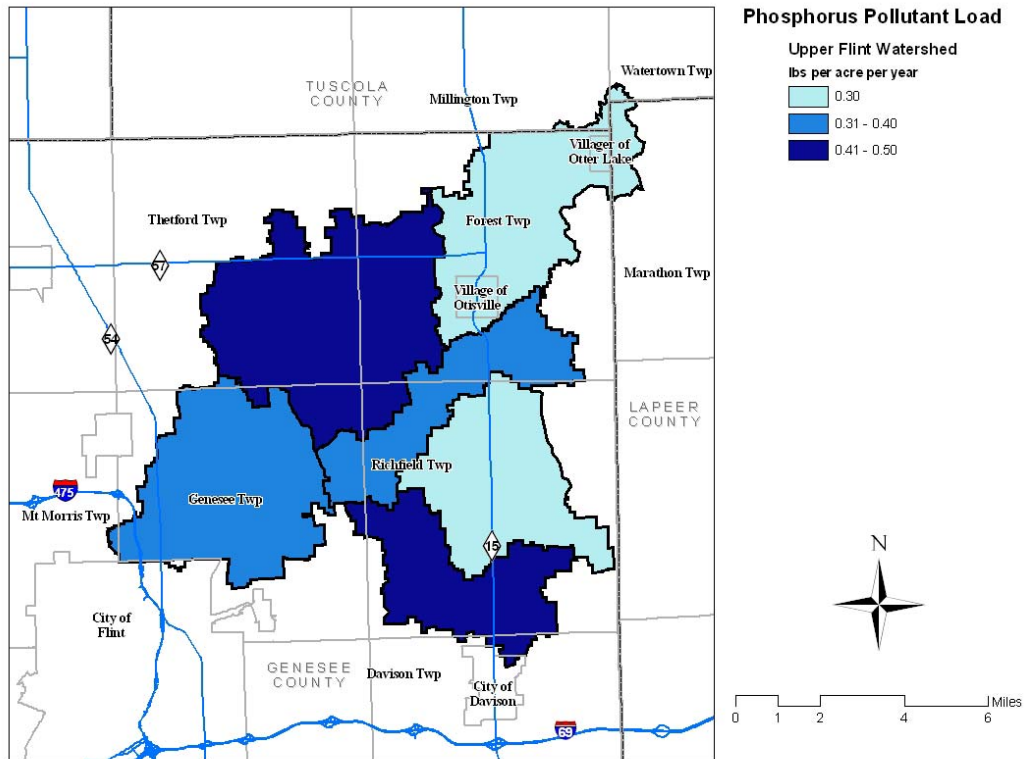 Phosphorus Pollutant Load
Upper Flint Watershed
lbs per acre per year
0.30
0.31 - 0.40
0.41 - 0.50
Watertown Twp
TUSCOLA
COUNTY
Millington Twp
Villager of
Otter Lake
Thetford Twp
Forest Twp
57
Marathon Twp
Village of
Otisville
54
LAPEER
COUNTY
Richfield Twp
475
Genesee Twp
Mt Morris Twp
15
N
City of
Flint
GENESEE
COUNTY
Davison Twp
City of
Davison
69
0 1 2 4 6 Miles